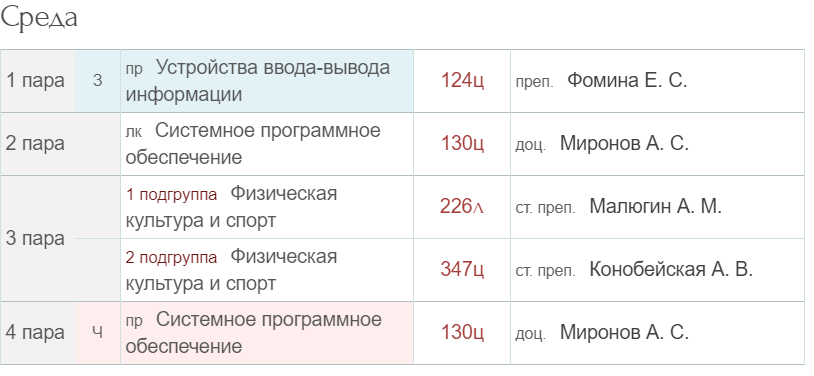 Среда
1 пара З пр Устройства ввода-вывода
информации 124ц преп. Фомина Е. С.
2 пара лк Системное программное
обеспечение 130ц доц. Миронов А. С.
3 пара
1 подгруппа Физическая
культура и спорт 226л ст. преп. Малюгин А. М.
2 подгруппа Физическая
культура и спорт 347ц ст. преп. Конобейская А. В.
4 пара Ч пр Системное программное
обеспечение 130ц доц. Миронов А. С.